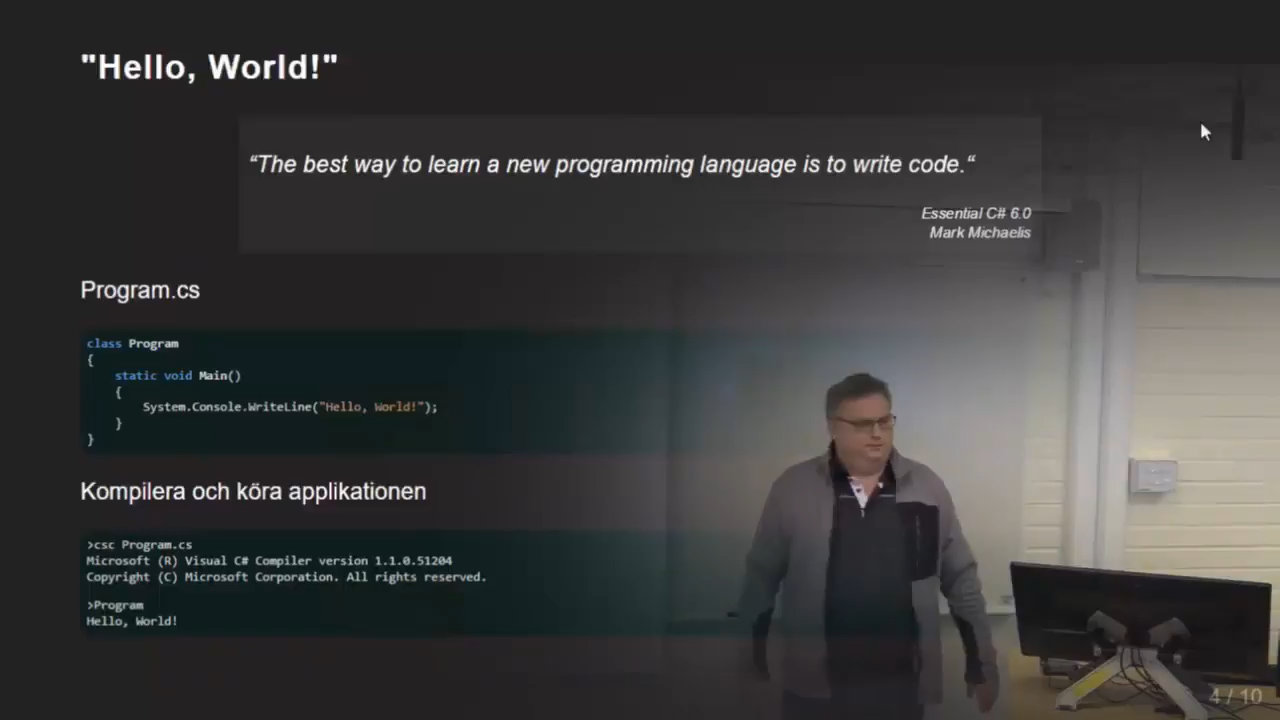 "Hello, World!"
“The best way to learn a new programming language is to write code.“
Essential C# 6.0
Mark Michaelis
Program.cs
class Program
{
    static void Main()
    {
        System.Console.WriteLine("Hello, World!");
    }
}
Kompilera och köra applikationen
>csc Program.cs
Microsoft (R) Visual C# Compiler version 1.1.0.51204
Copyright (C) Microsoft Corporation. All rights reserved.
>Program
Hello, World!
4 / 10